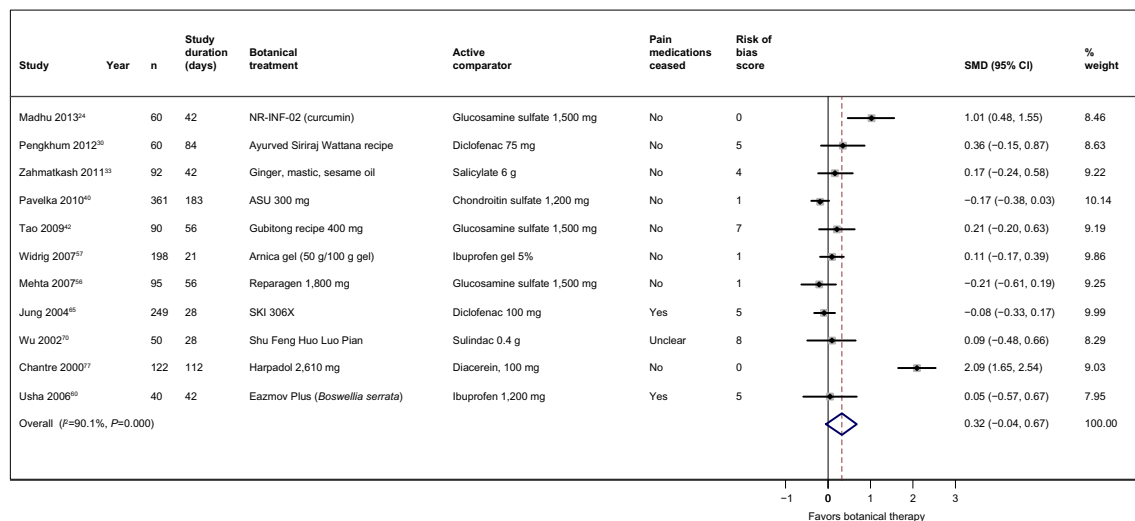 Study Year n Study duration (days) Botanical treatment Active comparator Pain medications ceased Risk of bias score SMD (95% CI) % weight
Madhu 2013²⁴ 60 42 NR-INF-02 (curcumin) Glucosamine sulfate 1,500 mg No 0 1.01 (0.48, 1.55) 8.46
Pengkhum 2012³⁰ 60 84 Ayurved Siriraj Wattana recipe Diclofenac 75 mg No 5 0.36 (−0.15, 0.87) 8.63
Zahmatkash 2011³³ 92 42 Ginger, mastic, sesame oil Salicylate 6 g No 4 0.17 (−0.24, 0.58) 9.22
Pavelka 2010⁴⁰ 361 183 ASU 300 mg Chondroitin sulfate 1,200 mg No 1 −0.17 (−0.38, 0.03) 10.14
Tao 2009⁴² 90 56 Gubitong recipe 400 mg Glucosamine sulfate 1,500 mg No 7 0.21 (−0.20, 0.63) 9.19
Widrig 2007⁵⁷ 198 21 Arnica gel (50 g/100 g gel) Ibuprofen gel 5% No 1 0.11 (−0.17, 0.39) 9.86
Mehta 2007⁵⁶ 95 56 Reparagen 1,800 mg Glucosamine sulfate 1,500 mg No 1 −0.21 (−0.61, 0.19) 9.25
Jung 2004⁶⁵ 249 28 SKI 306X Diclofenac 100 mg Yes 5 −0.08 (−0.33, 0.17) 9.99
Wu 2002⁷⁰ 50 28 Shu Feng Huo Luo Pian Sulindac 0.4 g Unclear 8 0.09 (−0.48, 0.66) 8.29
Chantre 2000⁷⁷ 122 112 Harpadol 2,610 mg Diacerein, 100 mg No 0 2.09 (1.65, 2.54) 9.03
Usha 2006⁶⁰ 40 42 Eazmov Plus (Boswellia serrata) Ibuprofen 1,200 mg Yes 5 0.05 (−0.57, 0.67) 7.95
Overall (I²=90.1%, P=0.000) 0.32 (−0.04, 0.67) 100.00
−1 0 1 2 3
Favors botanical therapy